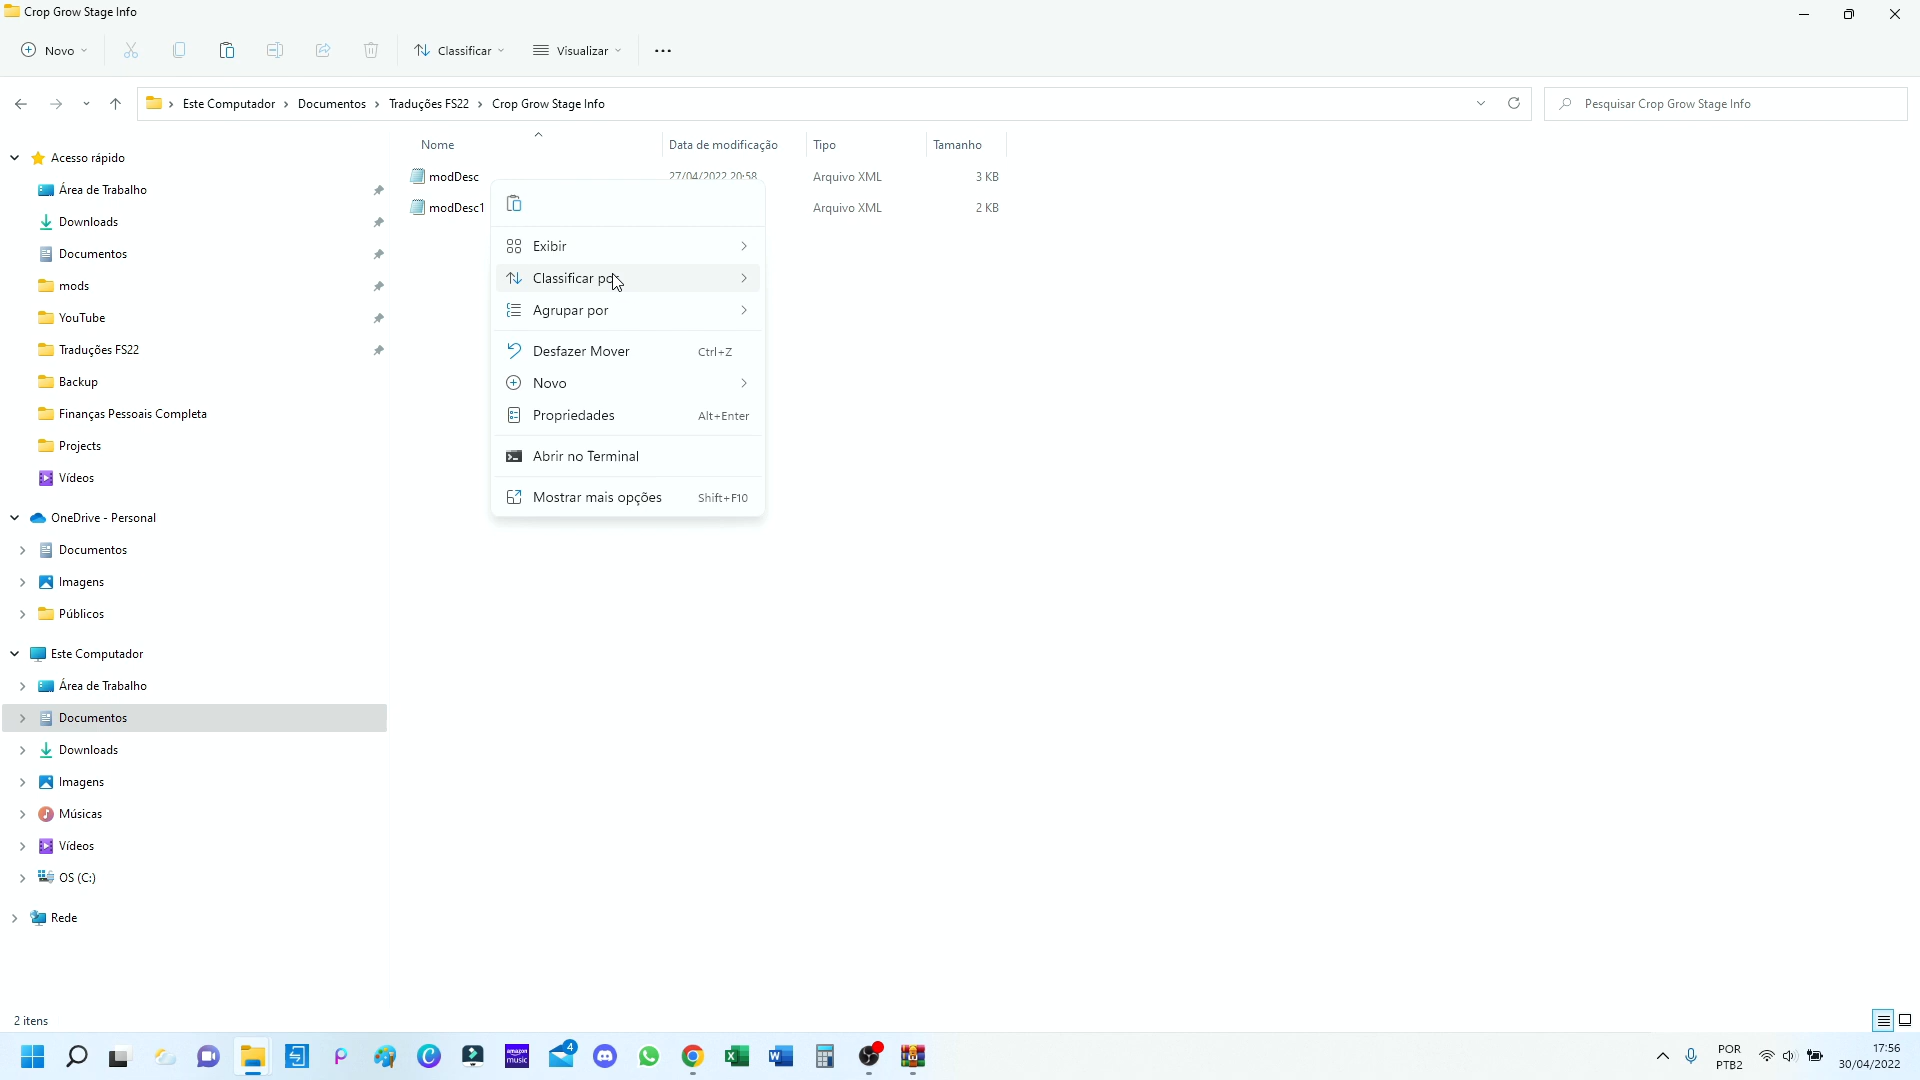 Crop Grow Stage Info
Novo
Classificar
Visualizar
Este Computador > Documentos > Traduções FS22 > Crop Grow Stage Info
Pesquisar Crop Grow Stage Info
Nome Data de modificação Tipo Tamanho
modDesc 27/04/2022 20:58 Arquivo XML 3 KB
modDesc1 Arquivo XML 2 KB
Exibir
Classificar po
Agrupar por
Desfazer Mover Ctrl+Z
Novo
Propriedades Alt+Enter
Abrir no Terminal
Mostrar mais opções Shift+F10
Acesso rápido
Área de Trabalho
Downloads
Documentos
mods
YouTube
Traduções FS22
Backup
Finanças Pessoais Completa
Projects
Vídeos
OneDrive - Personal
Documentos
Imagens
Públicos
Este Computador
Área de Trabalho
Documentos
Downloads
Imagens
Músicas
Vídeos
OS (C:)
Rede
2 itens
amazon
music
4
POR
PTB2
17:56
30/04/2022